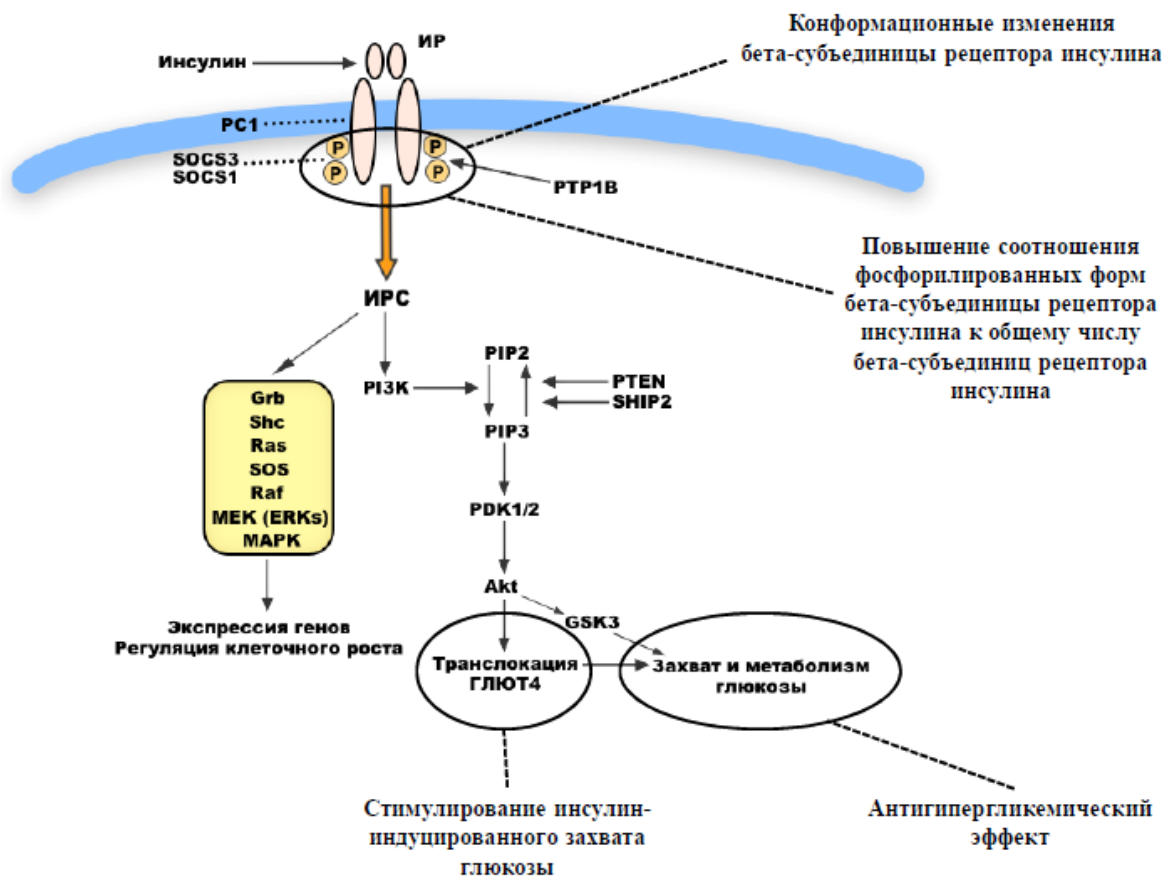 Конформационные изменения
бета-субъединицы рецептора инсулина
ИР
Инсулин
PC1
P
P
P
P
SOCS3
SOCS1
PTP1B
Повышение соотношения
фосфорилированных форм
бета-субъединицы рецептора
инсулина к общему числу
бета-субъединиц рецептора
инсулина
ИРС
PI3K
PIP2
PTEN
SHIP2
PIP3
Grb
Shc
Ras
SOS
Raf
MEK (ERKs)
MAPK
PDK1/2
Akt
GSK3
Экспрессия генов
Регуляция клеточного роста
Транслокация
ГЛЮТ4
Захват и метаболизм
глюкозы
Стимулирование инсулин-
индуцированного захвата
глюкозы
Антигипергликемический
эффект